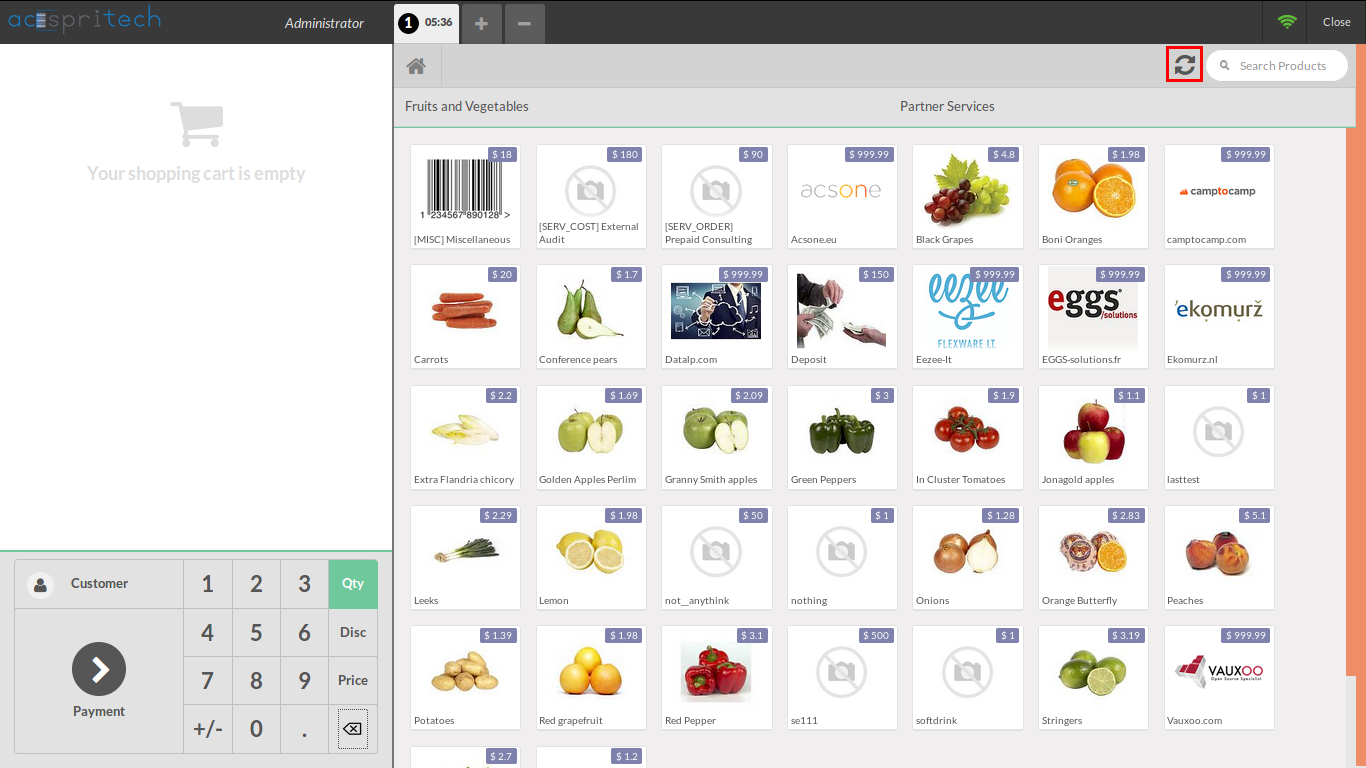 acespritech
Administrator
1 05:36
Close
Search Products
Fruits and Vegetables
Partner Services
Your shopping cart is empty
$ 18
1 234567 890128 >
[MISC] Miscellaneous
$ 180
[SERV_COST] External
Audit
$ 90
[SERV_ORDER]
Prepaid Consulting
$ 999.99
acsone
Acsone.eu
$ 4.8
Black Grapes
$ 1.98
Boni Oranges
$ 999.99
camptocamp
camptocamp.com
$ 20
Carrots
$ 1.7
Conference pears
$ 999.99
Datalp.com
$ 150
Deposit
$ 999.99
eezee
FLEXWARE I.T.
Eezee-It
$ 999.99
eggs
/solutions
EGGS-solutions.fr
$ 999.99
'ekomurž
Ekomurz.nl
$ 2.2
Extra Flandria chicory
$ 1.69
Golden Apples Perlim
$ 2.09
Granny Smith apples
$ 3
Green Peppers
$ 1.9
In Cluster Tomatoes
$ 1.1
Jonagold apples
$ 1
lasttest
$ 2.29
Leeks
$ 1.98
Lemon
$ 50
not__anythink
$ 1
nothing
$ 1.28
Onions
$ 2.83
Orange Butterfly
$ 5.1
Peaches
$ 1.39
Potatoes
$ 1.98
Red grapefruit
$ 3.1
Red Pepper
$ 500
se111
$ 1
softdrink
$ 3.19
Stringers
$ 999.99
VAUXOO
Open Source Specialist
Vauxoo.com
$ 2.7
$ 1.2
Customer
1 2 3 Qty
4 5 6 Disc
7 8 9 Price
Payment
+/- 0 .